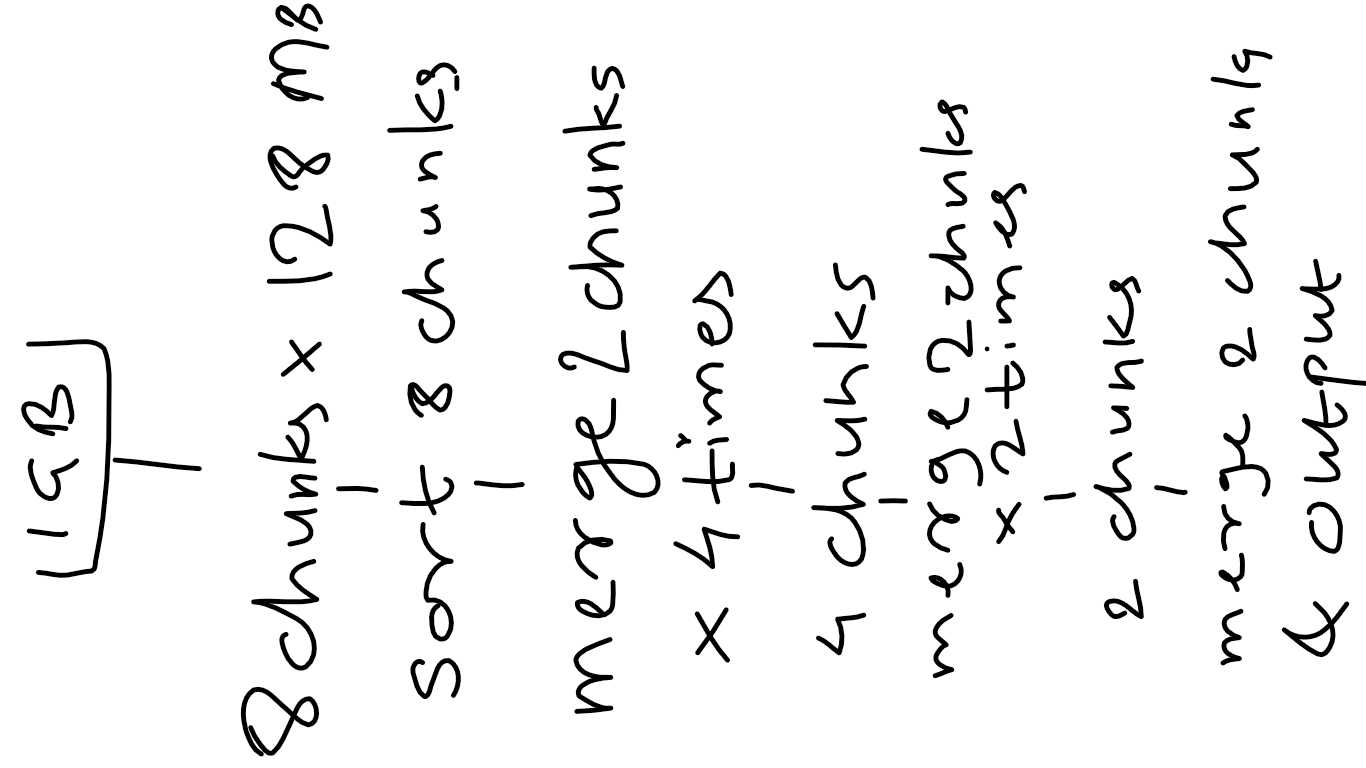 1GB
8 chunks x 128 MB
sort 8 chunks
merge 2 chunks
x 4 times
4 chunks
merge 2 chnks
x 2 times
2 chunks
merge 2 chunks
& output